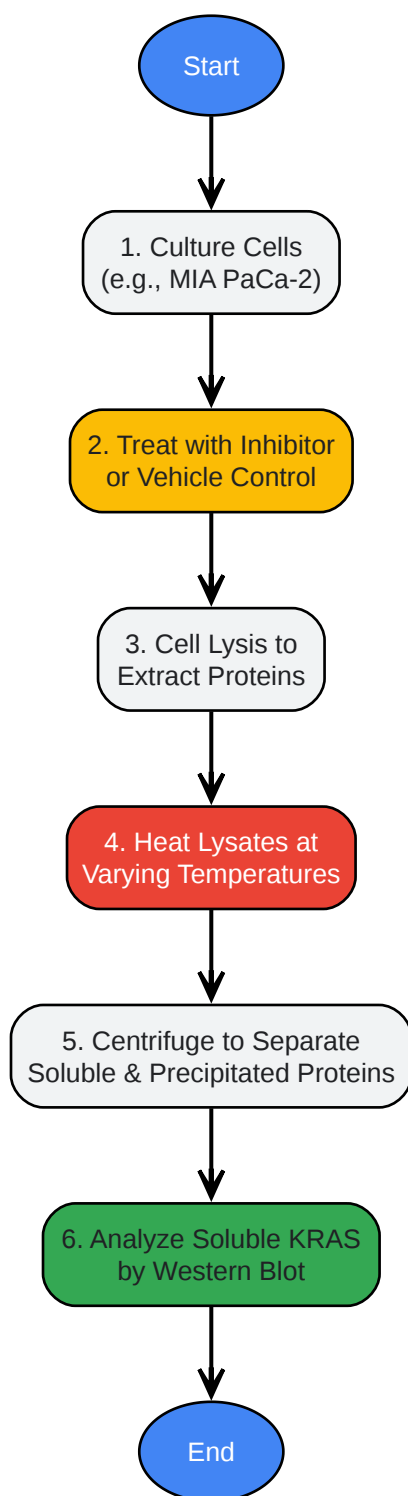 Start
1. Culture Cells
(e.g., MIA PaCa-2)
2. Treat with Inhibitor
or Vehicle Control
3. Cell Lysis to
Extract Proteins
4. Heat Lysates at
Varying Temperatures
5. Centrifuge to Separate
Soluble & Precipitated Proteins
6. Analyze Soluble KRAS
by Western Blot
End